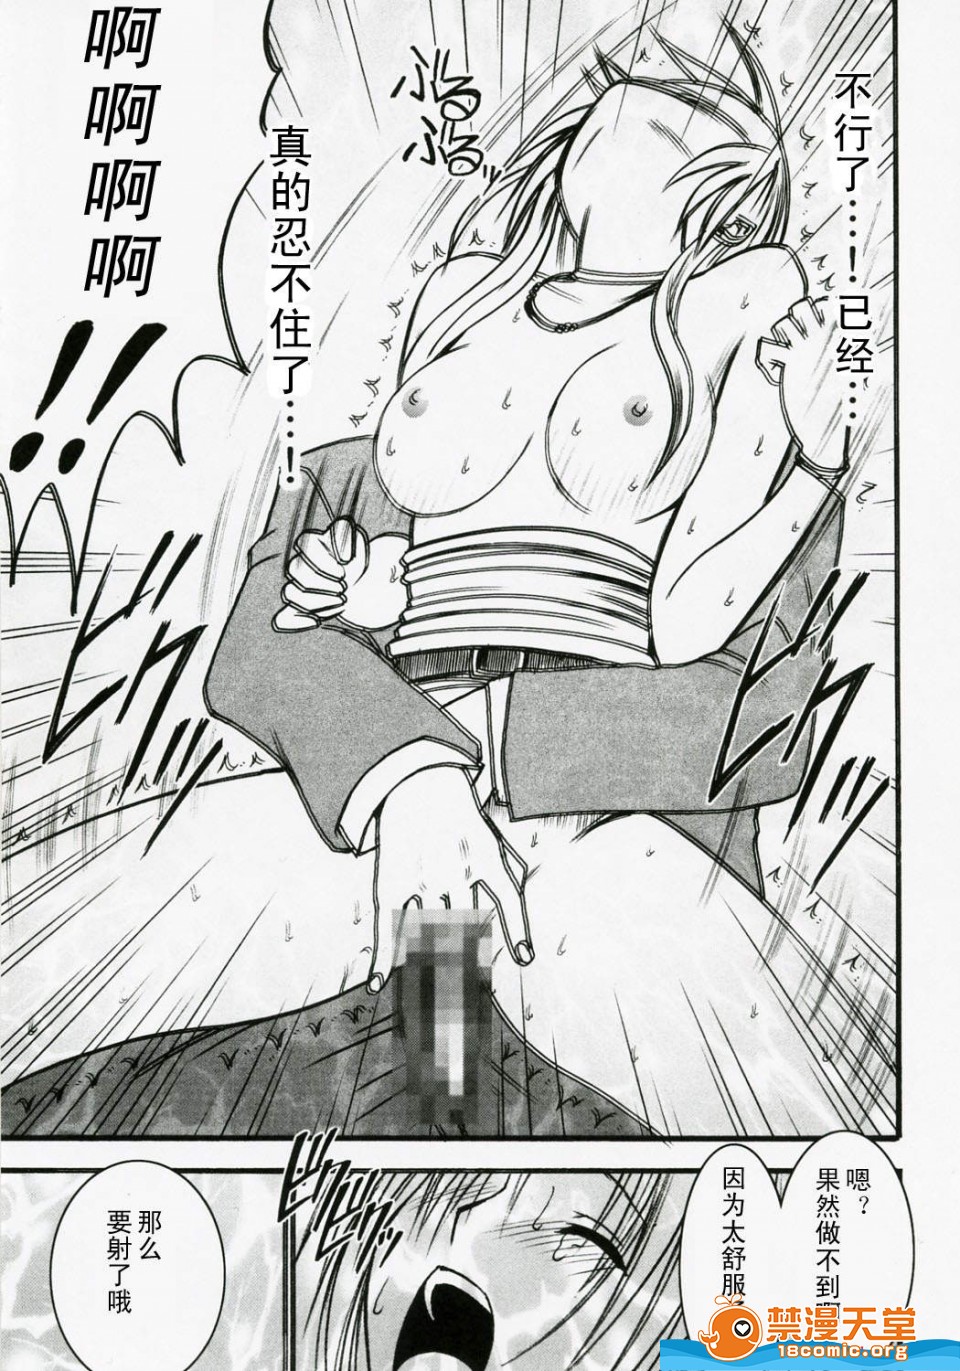 不行了…！已经…
ぶるぶる
真的忍不住了…！
啊啊啊啊!!
ビクッ
ビクッ
嗯？
果然做不到啊
因为太舒服
ビクビクッ
那么
要射了哦
禁漫天堂
18comic.org